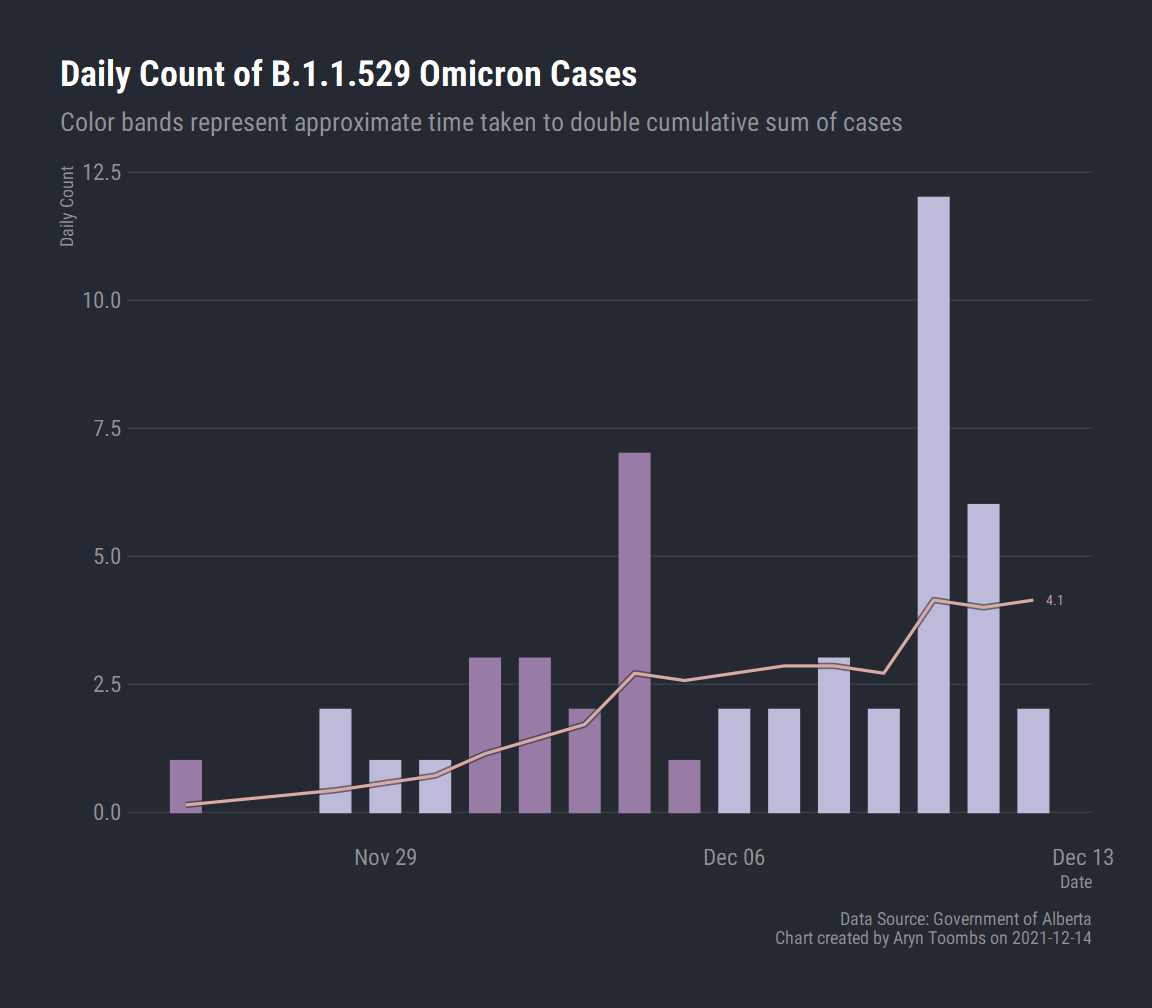 Daily Count of B.1.1.529 Omicron Cases
Color bands represent approximate time taken to double cumulative sum of cases
Daily Count
12.5
10.0
7.5
5.0
2.5
0.0
4.1
Nov 29
Dec 06
Dec 13
Date
Data Source: Government of Alberta
Chart created by Aryn Toombs on 2021-12-14